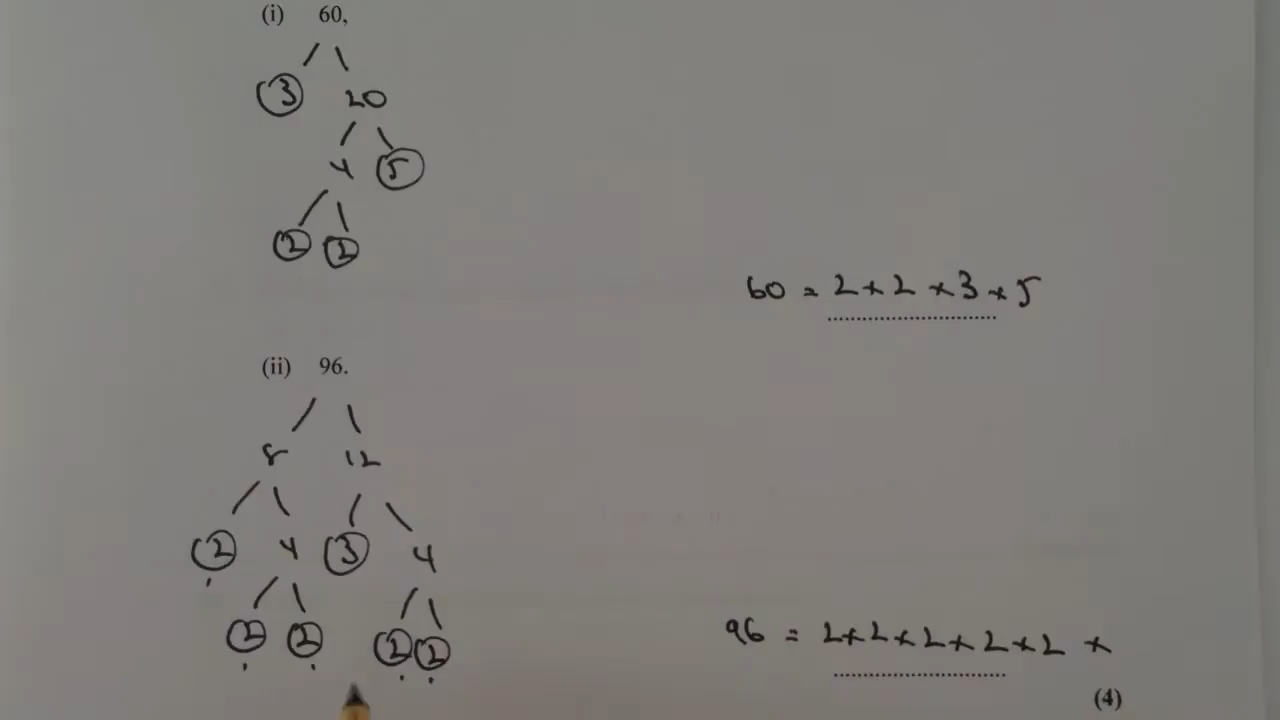 (i) 60,
3 20
4 5
2 2
60 = 2 × 2 × 3 × 5
(ii) 96.
8 12
2 4 3 4
2 2 2 2
96 = 2 × 2 × 2 × 2 × 2 ×
(4)